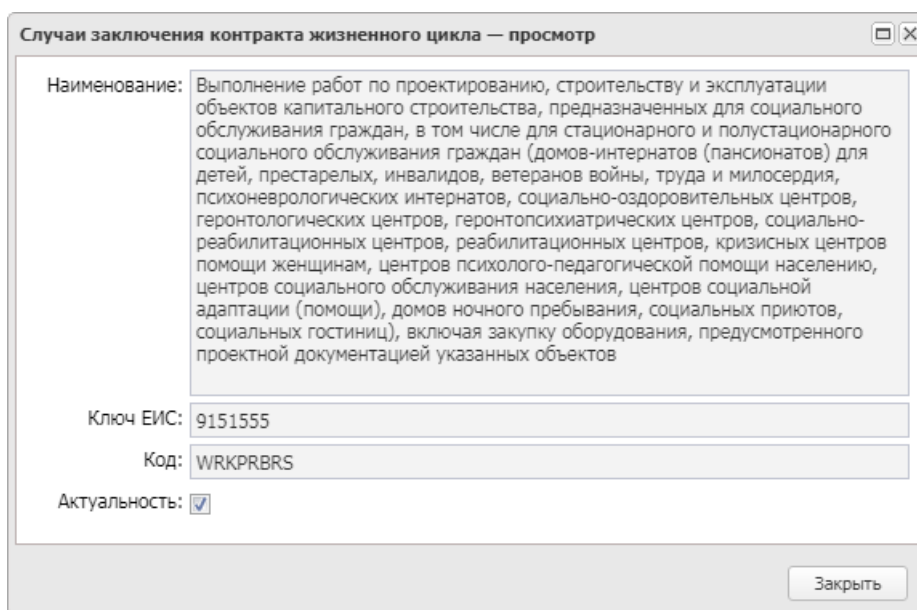 Случаи заключения контракта жизненного цикла — просмотр
Наименование: Выполнение работ по проектированию, строительству и эксплуатации
объектов капитального строительства, предназначенных для социального
обслуживания граждан, в том числе для стационарного и полустационарного
социального обслуживания граждан (домов-интернатов (пансионатов) для
детей, престарелых, инвалидов, ветеранов войны, труда и милосердия,
психоневрологических интернатов, социально-оздоровительных центров,
геронтологических центров, геронтопсихиатрических центров, социально-
реабилитационных центров, реабилитационных центров, кризисных центров
помощи женщинам, центров психолого-педагогической помощи населению,
центров социального обслуживания населения, центров социальной
адаптации (помощи), домов ночного пребывания, социальных приютов,
социальных гостиниц), включая закупку оборудования, предусмотренного
проектной документацией указанных объектов
Ключ ЕИС: 9151555
Код: WRKPRBRS
Актуальность:
Закрыть